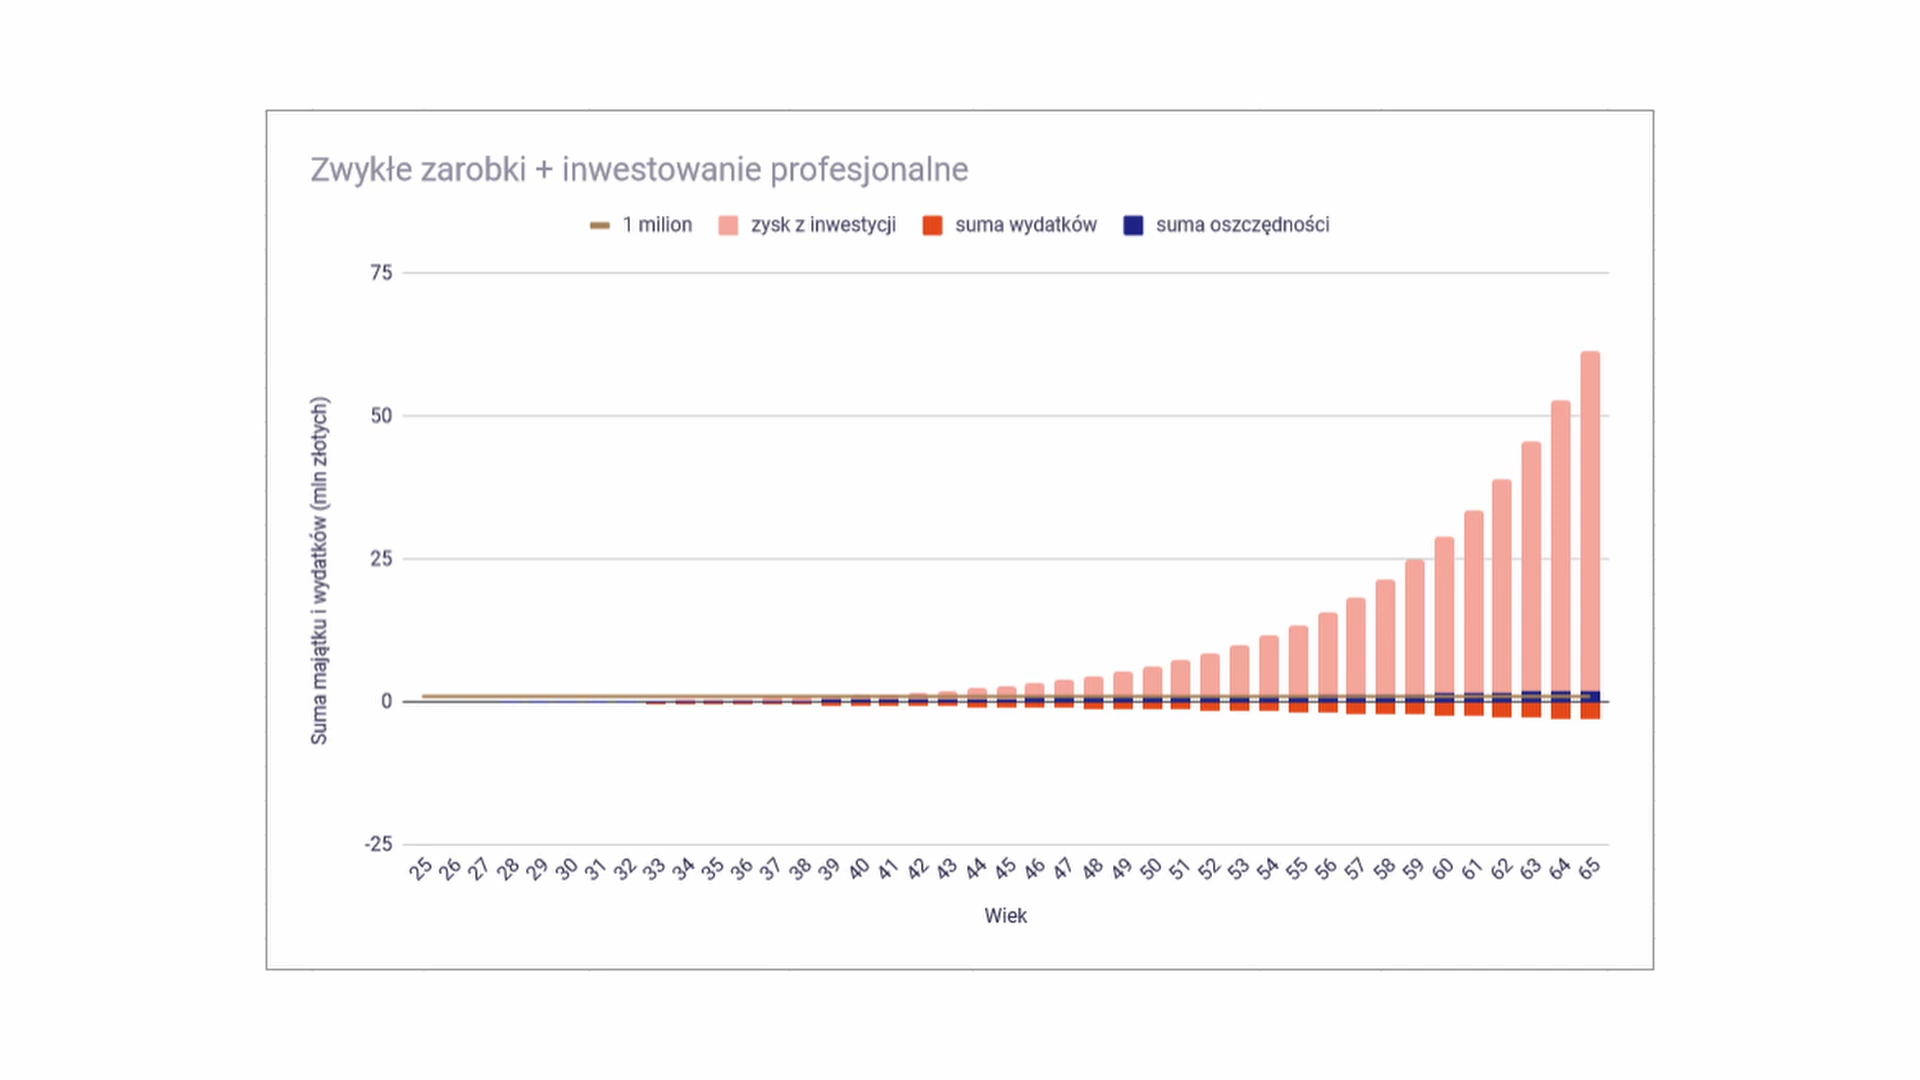 Zwykłe zarobki + inwestowanie profesjonalne
1 milion zysk z inwestycji suma wydatków suma oszczędności
Suma majątku i wydatków (mln złotych)
75
50
25
0
-25
25 26 27 28 29 30 31 32 33 34 35 36 37 38 39 40 41 42 43 44 45 46 47 48 49 50 51 52 53 54 55 56 57 58 59 60 61 62 63 64 65
Wiek